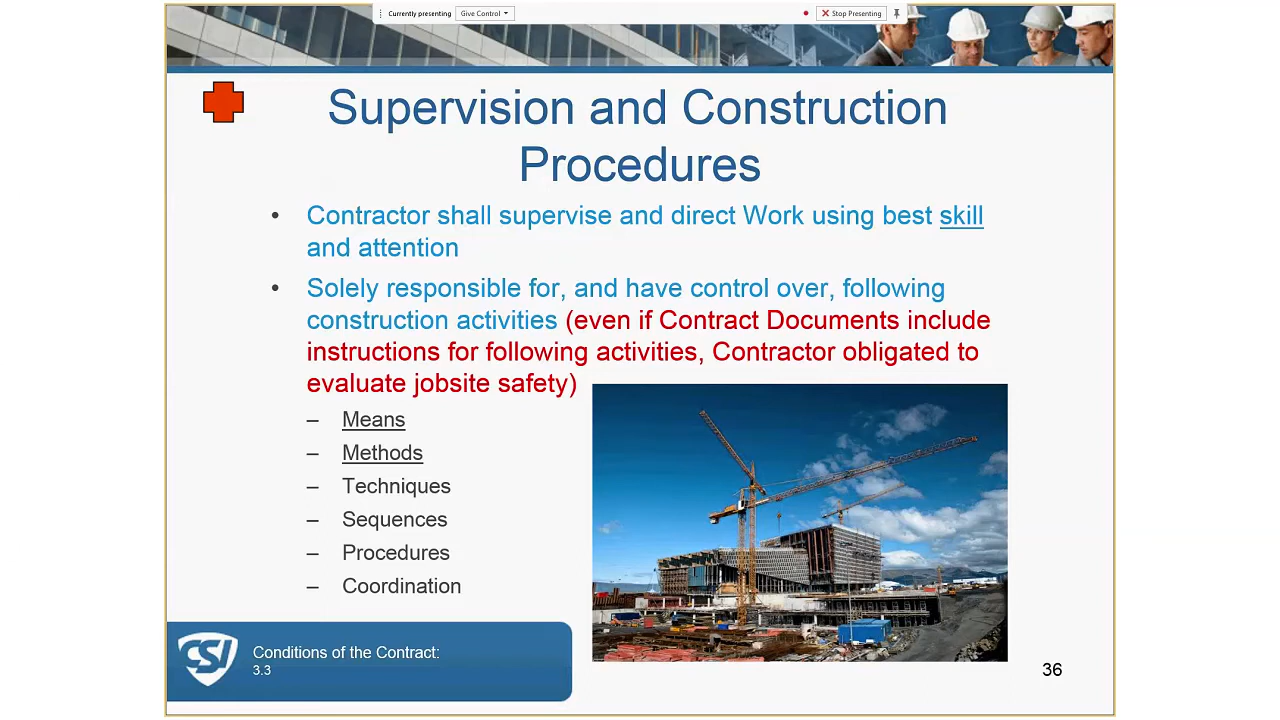 Currently presenting Give Control Stop Presenting
Supervision and Construction
Procedures
• Contractor shall supervise and direct Work using best skill
and attention
• Solely responsible for, and have control over, following
construction activities (even if Contract Documents include
instructions for following activities, Contractor obligated to
evaluate jobsite safety)
– Means
– Methods
– Techniques
– Sequences
– Procedures
– Coordination
CSI
Conditions of the Contract:
3.3
36